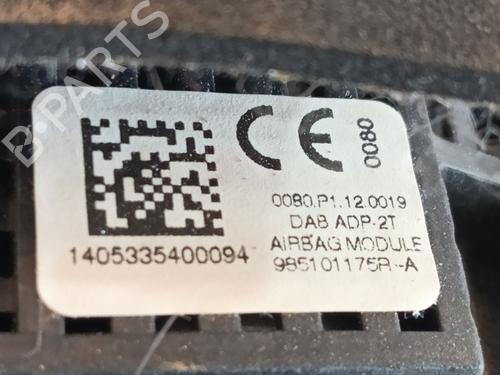 CE 0080
0080.P1.12.0019
DAB ADP-2T
AIRBAG MODULE
985101175R--A
1405335400094
B-PARTS